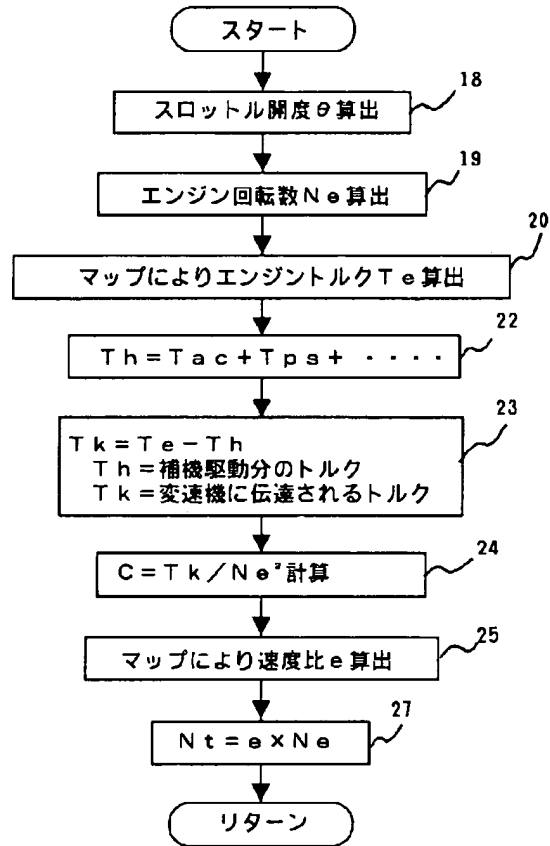 スタート
18
スロットル開度θ算出
19
エンジン回転数Ne算出
20
マップによりエンジントルクTe算出
22
Th=Tac+Tps+・・・・
23
Tk=Te-Th
Th=補機駆動分のトルク
Tk=変速機に伝達されるトルク
24
C=Tk/Ne²計算
25
マップにより速度比e算出
27
Nt=e×Ne
リターン